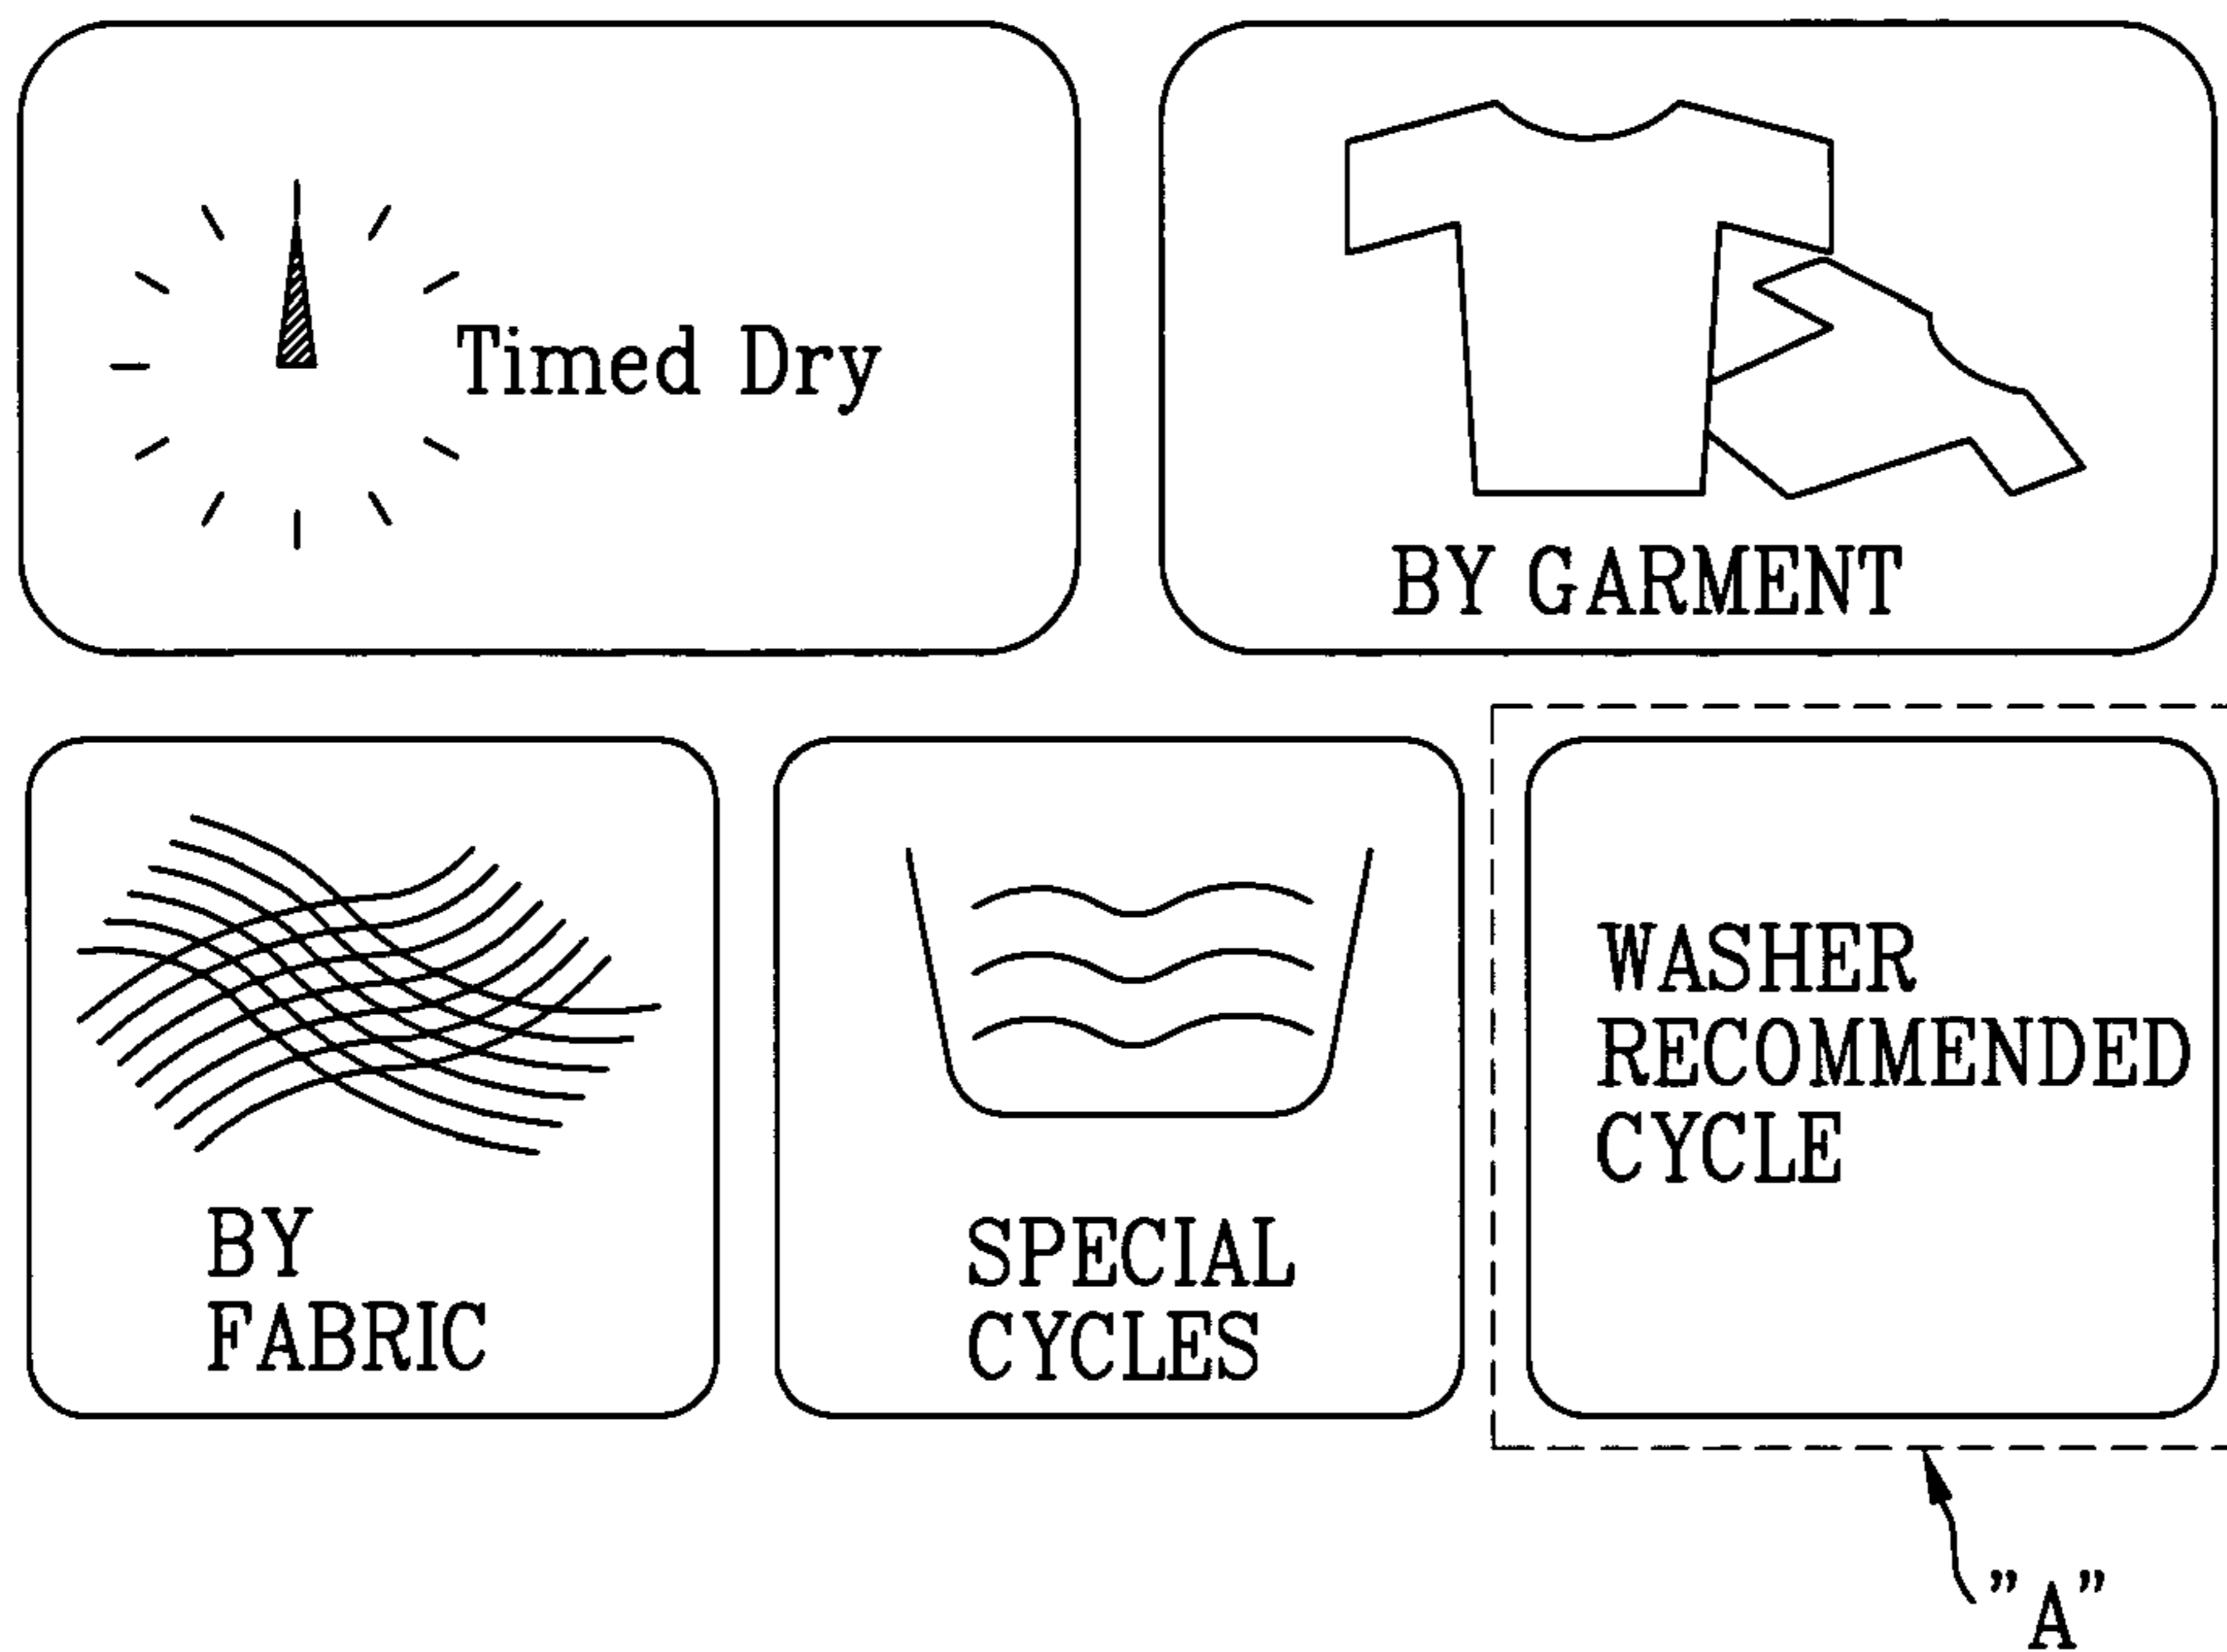 Timed Dry
BY GARMENT
BY
FABRIC
SPECIAL
CYCLES
WASHER
RECOMMENDED
CYCLE
”A”